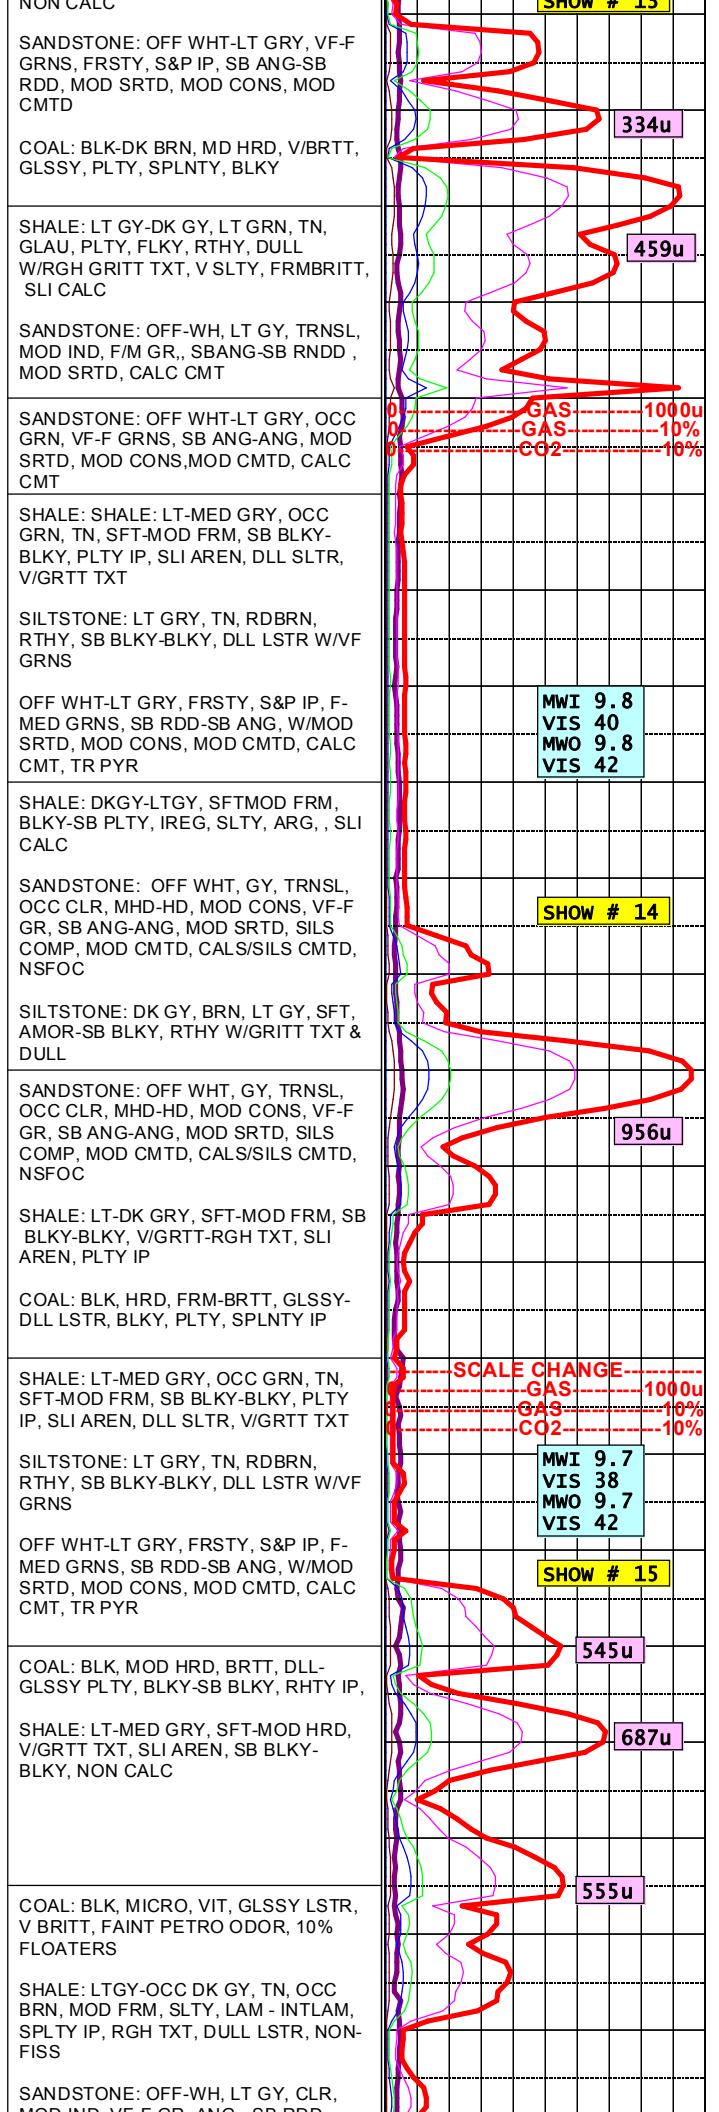 NON CALC
SHOW # 13
SANDSTONE: OFF WHT-LT GRY, VF-F
GRNS, FRSTY, S&P IP, SB ANG-SB
RDD, MOD SRTD, MOD CONS, MOD
CMTD
334u
COAL: BLK-DK BRN, MD HRD, V/BRTT,
GLSSY, PLTY, SPLNTY, BLKY
SHALE: LT GY-DK GY, LT GRN, TN,
GLAU, PLTY, FLKY, RTHY, DULL
W/RGH GRITT TXT, V SLTY, FRMBRITT,
SLI CALC
459u
SANDSTONE: OFF-WH, LT GY, TRNSL,
MOD IND, F/M GR,, SBANG-SB RNDD ,
MOD SRTD, CALC CMT
SANDSTONE: OFF WHT-LT GRY, OCC
GRN, VF-F GRNS, SB ANG-ANG, MOD
SRTD, MOD CONS,MOD CMTD, CALC
CMT
0 GAS 1000u
0 GAS 10%
0 CO2 10%
SHALE: SHALE: LT-MED GRY, OCC
GRN, TN, SFT-MOD FRM, SB BLKY-
BLKY, PLTY IP, SLI AREN, DLL SLTR,
V/GRTT TXT
SILTSTONE: LT GRY, TN, RDBRN,
RTHY, SB BLKY-BLKY, DLL LSTR W/VF
GRNS
OFF WHT-LT GRY, FRSTY, S&P IP, F-
MED GRNS, SB RDD-SB ANG, W/MOD
SRTD, MOD CONS, MOD CMTD, CALC
CMT, TR PYR
MWI 9.8
VIS 40
MWO 9.8
VIS 42
SHALE: DKGY-LTGY, SFTMOD FRM,
BLKY-SB PLTY, IREG, SLTY, ARG, , SLI
CALC
SANDSTONE:  OFF WHT, GY, TRNSL,
OCC CLR, MHD-HD, MOD CONS, VF-F
GR, SB ANG-ANG, MOD SRTD, SILS
COMP, MOD CMTD, CALS/SILS CMTD,
NSFOC
SHOW # 14
SILTSTONE: DK GY, BRN, LT GY, SFT,
AMOR-SB BLKY, RTHY W/GRITT TXT &
DULL
SANDSTONE: OFF WHT, GY, TRNSL,
OCC CLR, MHD-HD, MOD CONS, VF-F
GR, SB ANG-ANG, MOD SRTD, SILS
COMP, MOD CMTD, CALS/SILS CMTD,
NSFOC
956u
SHALE: LT-DK GRY, SFT-MOD FRM, SB
BLKY-BLKY, V/GRTT-RGH TXT, SLI
AREN, PLTY IP
COAL: BLK, HRD, FRM-BRTT, GLSSY-
DLL LSTR, BLKY, PLTY, SPLNTY IP
SHALE: LT-MED GRY, OCC GRN, TN,
SFT-MOD FRM, SB BLKY-BLKY, PLTY
IP, SLI AREN, DLL SLTR, V/GRTT TXT
SCALE CHANGE
0 GAS 1000u
0 GAS 10%
0 CO2 10%
SILTSTONE: LT GRY, TN, RDBRN,
RTHY, SB BLKY-BLKY, DLL LSTR W/VF
GRNS
MWI 9.7
VIS 38
MWO 9.7
VIS 42
OFF WHT-LT GRY, FRSTY, S&P IP, F-
MED GRNS, SB RDD-SB ANG, W/MOD
SRTD, MOD CONS, MOD CMTD, CALC
CMT, TR PYR
SHOW # 15
545u
COAL: BLK, MOD HRD, BRTT, DLL-
GLSSY PLTY, BLKY-SB BLKY, RHTY IP,
SHALE: LT-MED GRY, SFT-MOD HRD,
V/GRTT TXT, SLI AREN, SB BLKY-
BLKY, NON CALC
687u
555u
COAL: BLK, MICRO, VIT, GLSSY LSTR,
V BRITT, FAINT PETRO ODOR, 10%
FLOATERS
SHALE: LTGY-OCC DK GY, TN, OCC
BRN, MOD FRM, SLTY, LAM - INTLAM,
SPLTY IP, RGH TXT, DULL LSTR, NON-
FISS
SANDSTONE: OFF-WH, LT GY, CLR,
MOD IND, VF-F GR, ANG - SB RDD